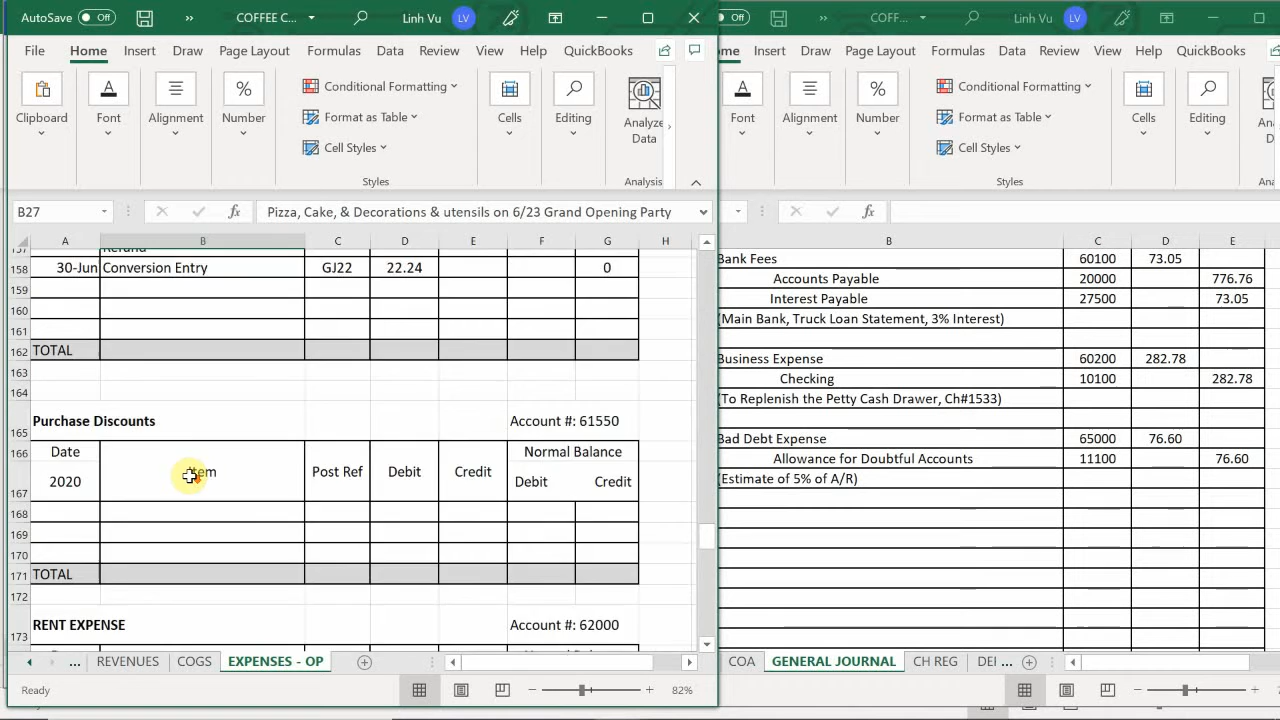 AutoSave Off » COFFEE C... Linh Vu LV
File Home Insert Draw Page Layout Formulas Data Review View Help QuickBooks
Clipboard Font Alignment Number
Conditional Formatting
Format as Table
Cell Styles
Styles
Cells Editing Analyze Data
Analysis
B27 fx Pizza, Cake, & Decorations & utensils on 6/23 Grand Opening Party
A B C D E F G H
157 Refund
158 30-Jun Conversion Entry GJ22 22.24 0
159
160
161
162 TOTAL
163
164
165 Purchase Discounts Account #: 61550
166 Date Normal Balance
Item Post Ref Debit Credit
167 2020 Debit Credit
168
169
170
171 TOTAL
172
173 RENT EXPENSE Account #: 62000
... REVENUES COGS EXPENSES - OP
Ready 82%
Off » COFF... Linh Vu LV
me Insert Draw Page Layout Formulas Data Review View Help QuickBooks
Font Alignment Number
Conditional Formatting
Format as Table
Cell Styles
Styles
Cells Editing
fx
B C D E
Bank Fees 60100 73.05
Accounts Payable 20000 776.76
Interest Payable 27500 73.05
(Main Bank, Truck Loan Statement, 3% Interest)
Business Expense 60200 282.78
Checking 10100 282.78
(To Replenish the Petty Cash Drawer, Ch#1533)
Bad Debt Expense 65000 76.60
Allowance for Doubtful Accounts 11100 76.60
(Estimate of 5% of A/R)
COA GENERAL JOURNAL CH REG DEI ...